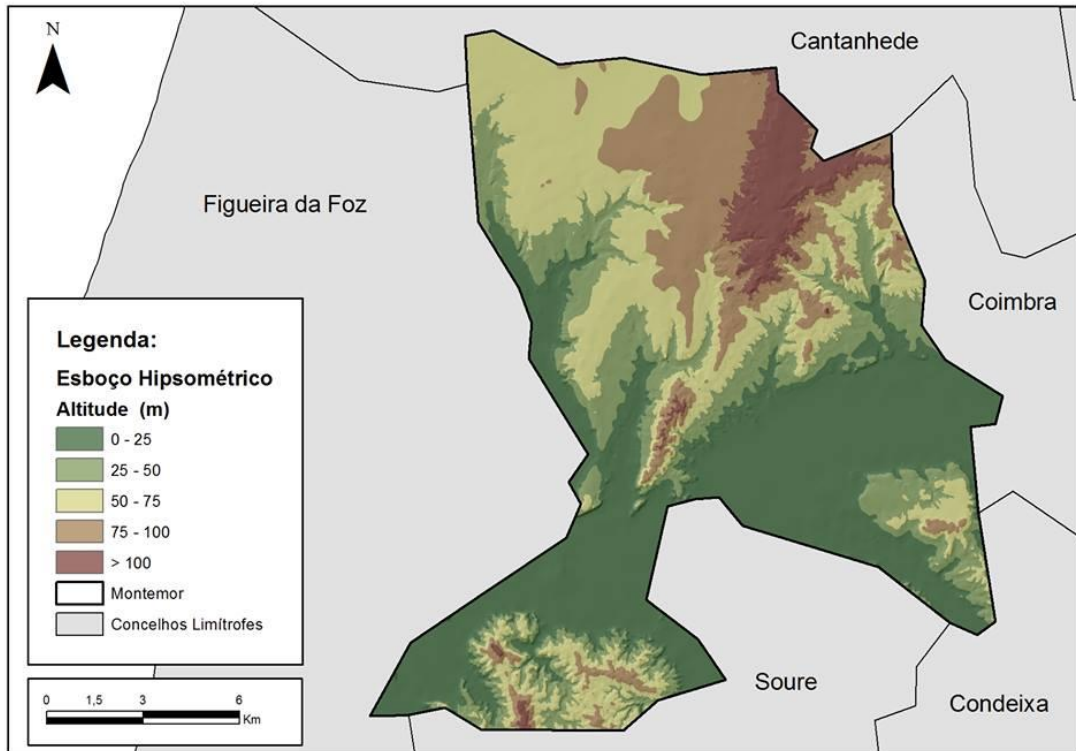 N
Cantanhede
Figueira da Foz
Coimbra
Legenda:
Esboço Hipsométrico
Altitude (m)
0 - 25
25 - 50
50 - 75
75 - 100
> 100
Montemor
Concelhos Limítrofes
Soure
Condeixa
0 1,5 3 6
Km